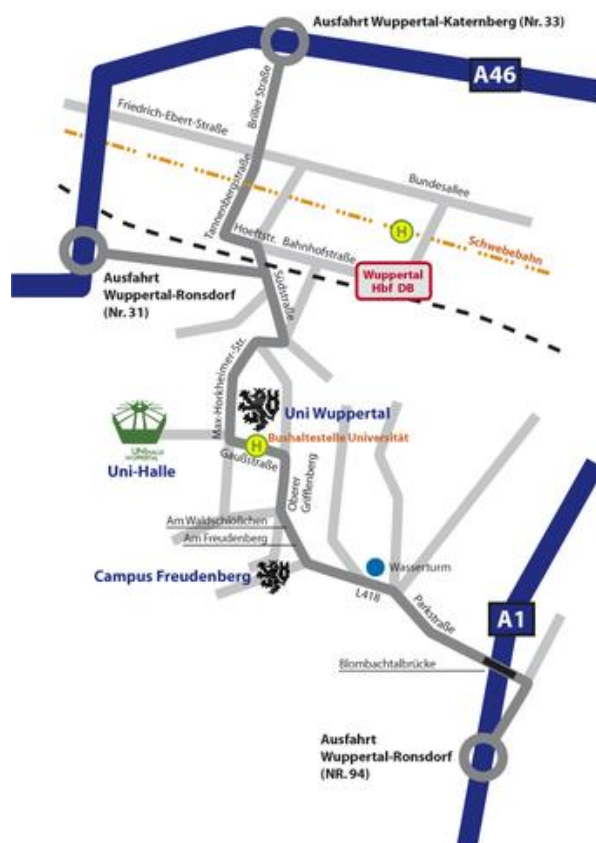 Ausfahrt Wuppertal-Katernberg (Nr. 33)
A46
Briller Straße
Friedrich-Ebert-Straße
Tannenbergstraße
Bundesallee
H
Schwebebahn
Hoeftstr.
Bahnhofstraße
Wuppertal
Hbf DB
Ausfahrt
Wuppertal-Ronsdorf
(Nr. 31)
Südstraße
Max-Horkheimer-Str.
Uni Wuppertal
UNIHALLE
WUPPERTAL
Uni-Halle
H
Bushaltestelle Universität
Gaußstraße
Oberer
Grifflenberg
Am Waldschlößchen
Am Freudenberg
Campus Freudenberg
Wasserturm
L418
Parkstraße
A1
Blombachtalbrücke
Ausfahrt
Wuppertal-Ronsdorf
(NR. 94)